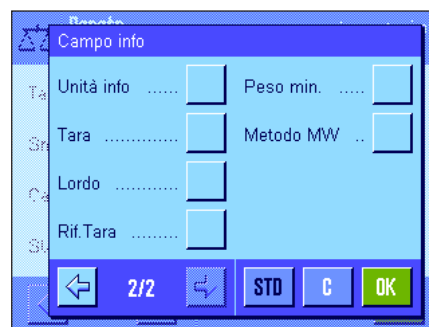 Campo info
Unità info ......
Peso min. .....
Tara .............
Metodo MW ..
Lordo ............
Rif.Tara .........
2/2
STD
C
OK